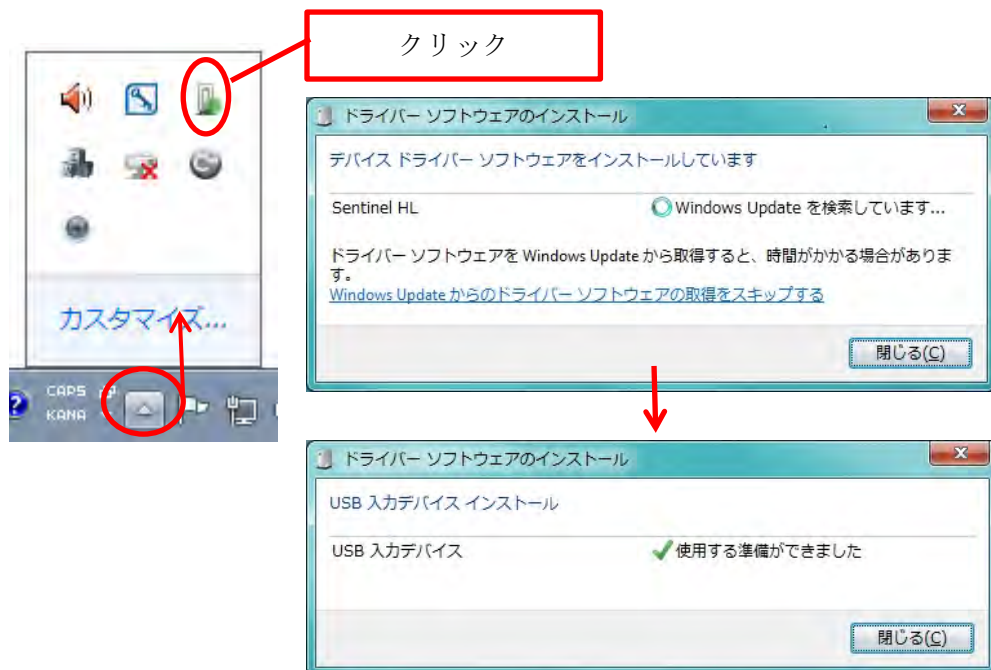 クリック
カスタマイズ...
?
CAPS
KANA
ドライバー ソフトウェアのインストール
デバイス ドライバー ソフトウェアをインストールしています
Sentinel HL
Windows Update を検索しています...
ドライバー ソフトウェアを Windows Update から取得すると、時間がかかる場合がありま
す。
Windows Update からのドライバー ソフトウェアの取得をスキップする
閉じる(C)
ドライバー ソフトウェアのインストール
USB 入力デバイス インストール
USB 入力デバイス
使用する準備ができました
閉じる(C)